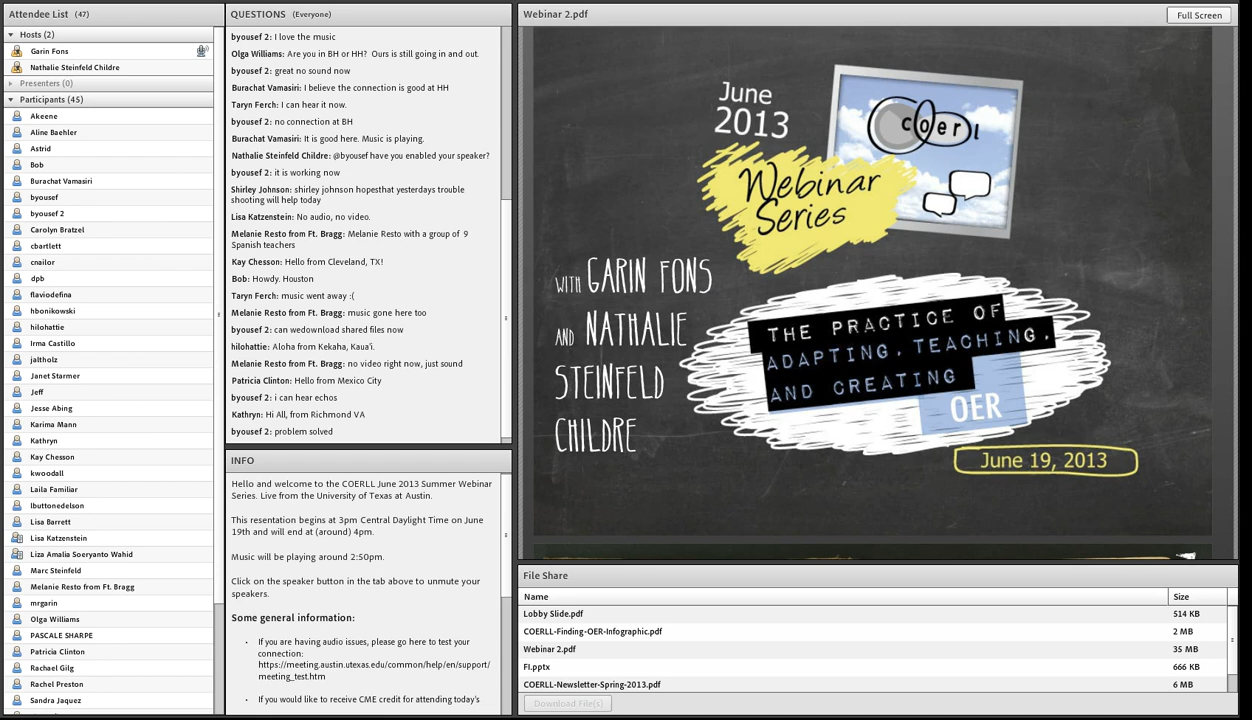 Attendee List (47)
Hosts (2)
Garin Fons
Nathalie Steinfeld Childre
Presenters (0)
Participants (45)
Akeene
Aline Baehler
Astrid
Bob
Burachat Vamasiri
byousef
byousef 2
Carolyn Bratzel
cbartlett
cnailor
dpb
flaviodefina
hbonikowski
hilohattie
Irma Castillo
jaltholz
Janet Starmer
Jeff
Jesse Abing
Karima Mann
Kathryn
Kay Chesson
kwoodall
Laila Familiar
lbuttonedelson
Lisa Barrett
Lisa Katzenstein
Liza Amalia Soeryanto Wahid
Marc Steinfeld
Melanie Resto from Ft. Bragg
mrgarin
Olga Williams
PASCALE SHARPE
Patricia Clinton
Rachael Gilg
Rachel Preston
Sandra Jaquez
QUESTIONS (Everyone)
byousef 2: I love the music
Olga Williams: Are you in BH or HH? Ours is still going in and out.
byousef 2: great no sound now
Burachat Vamasiri: I believe the connection is good at HH
Taryn Ferch: I can hear it now.
byousef 2: no connection at BH
Burachat Vamasiri: It is good here. Music is playing.
Nathalie Steinfeld Childre: @byousef have you enabled your speaker?
byousef 2: it is working now
Shirley Johnson: shirley johnson hopesthat yesterdays trouble
shooting will help today
Lisa Katzenstein: No audio, no video.
Melanie Resto from Ft. Bragg: Melanie Resto with a group of 9
Spanish teachers
Kay Chesson: Hello from Cleveland, TX!
Bob: Howdy. Houston
Taryn Ferch: music went away :(
Melanie Resto from Ft. Bragg: music gone here too
byousef 2: can wedownload shared files now
hilohattie: Aloha from Kekaha, Kaua'i.
Melanie Resto from Ft. Bragg: no video right now, just sound
Patricia Clinton: Hello from Mexico City
byousef 2: i can hear echos
Kathryn: Hi All, from Richmond VA
byousef 2: problem solved
INFO
Hello and welcome to the COERLL June 2013 Summer Webinar
Series. Live from the University of Texas at Austin.
This resentation begins at 3pm Central Daylight Time on June
19th and will end at (around) 4pm.
Music will be playing around 2:50pm.
Click on the speaker button in the tab above to unmute your
speakers.
Some general information:
• If you are having audio issues, please go here to test your
connection:
https://meeting.austin.utexas.edu/common/help/en/support/
meeting_test.htm
• If you would like to receive CME credit for attending today's
Webinar 2.pdf
Full Screen
June
2013
coerl
Webinar
Series
WITH GARIN FONS
AND NATHALIE
STEINFELD
CHILDRE
THE PRACTICE OF
ADAPTING, TEACHING,
AND CREATING
OER
June 19, 2013
File Share
Name Size
Lobby Slide.pdf 514 KB
COERLL-Finding-OER-Infographic.pdf 2 MB
Webinar 2.pdf 35 MB
FI.pptx 666 KB
COERLL-Newsletter-Spring-2013.pdf 6 MB
Download File(s)